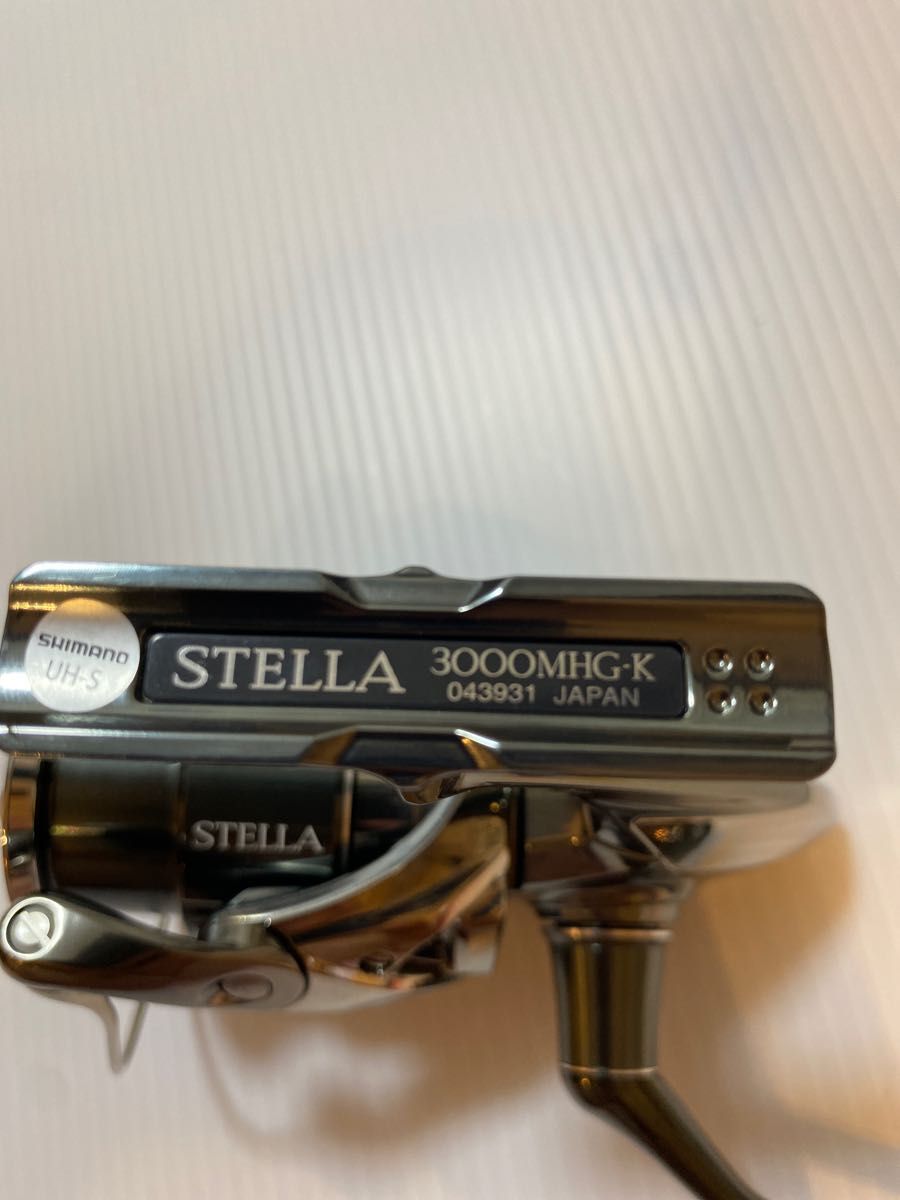 SHIMANO
UH-S
STELLA
3000MHG-K
043931 JAPAN
STELLA